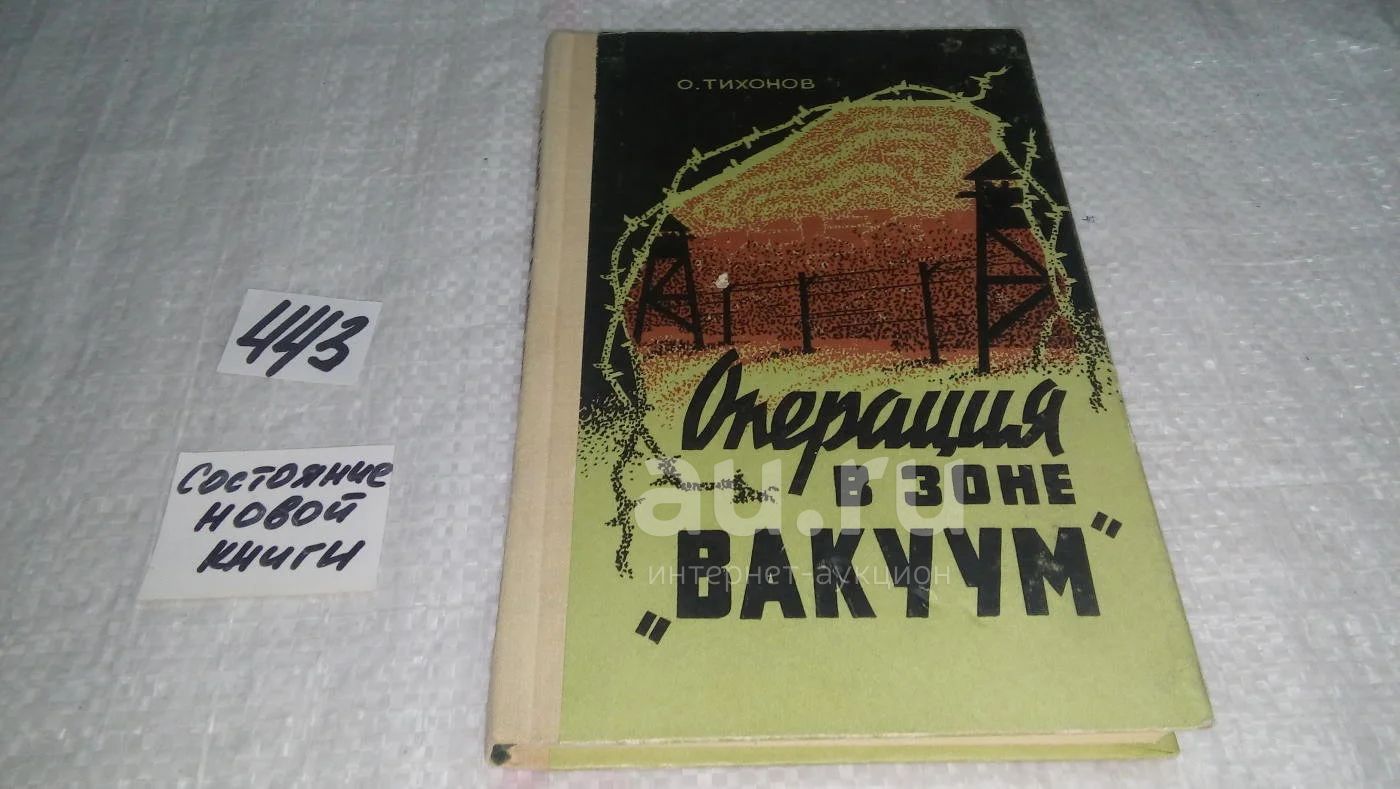 443
Состояние
новой
книги
О. ТИХОНОВ
Операция
В ЗОНЕ
„ВАКУУМ"
au.ru
интернет-аукцион